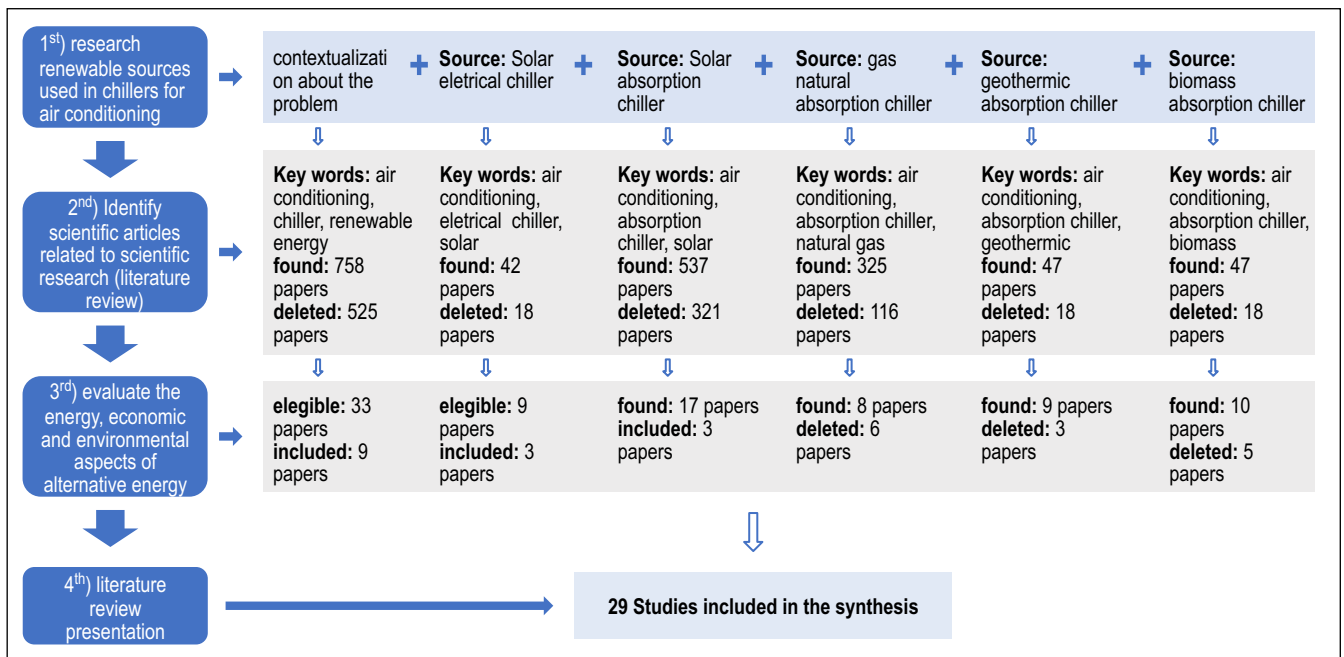 1st) research
renewable sources
used in chillers for
air conditioning
contextualizati
on about the
problem
+
Source: Solar
eletrical chiller
+
Source: Solar
absorption
chiller
+
Source: gas
natural
absorption chiller
+
Source:
geothermic
absorption chiller
+
Source:
biomass
absorption chiller
2nd) Identify
scientific articles
related to scientific
research (literature
review)
Key words: air
conditioning,
chiller, renewable
energy
found: 758
papers
deleted: 525
papers
Key words: air
conditioning,
eletrical chiller,
solar
found: 42
papers
deleted: 18
papers
Key words: air
conditioning,
absorption
chiller, solar
found: 537
papers
deleted: 321
papers
Key words: air
conditioning,
absorption chiller,
natural gas
found: 325
papers
deleted: 116
papers
Key words: air
conditioning,
absorption chiller,
geothermic
found: 47
papers
deleted: 18
papers
Key words: air
conditioning,
absorption chiller,
biomass
found: 47
papers
deleted: 18
papers
3rd) evaluate the
energy, economic
and environmental
aspects of
alternative energy
elegible: 33
papers
included: 9
papers
elegible: 9
papers
included: 3
papers
found: 17 papers
included: 3
papers
found: 8 papers
deleted: 6
papers
found: 9 papers
deleted: 3
papers
found: 10
papers
deleted: 5
papers
4th) literature
review
presentation
29 Studies included in the synthesis